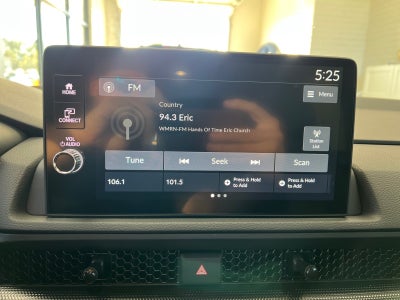 5:25
HOME
FM
Menu
Country
94.3 Eric
CONNECT
WMRN-FM Hands Of Time Eric Church
VOL
AUDIO
Station
List
Tune
Seek
Scan
106.1
101.5
Press & Hold
to Add
Press & Hold
to Add